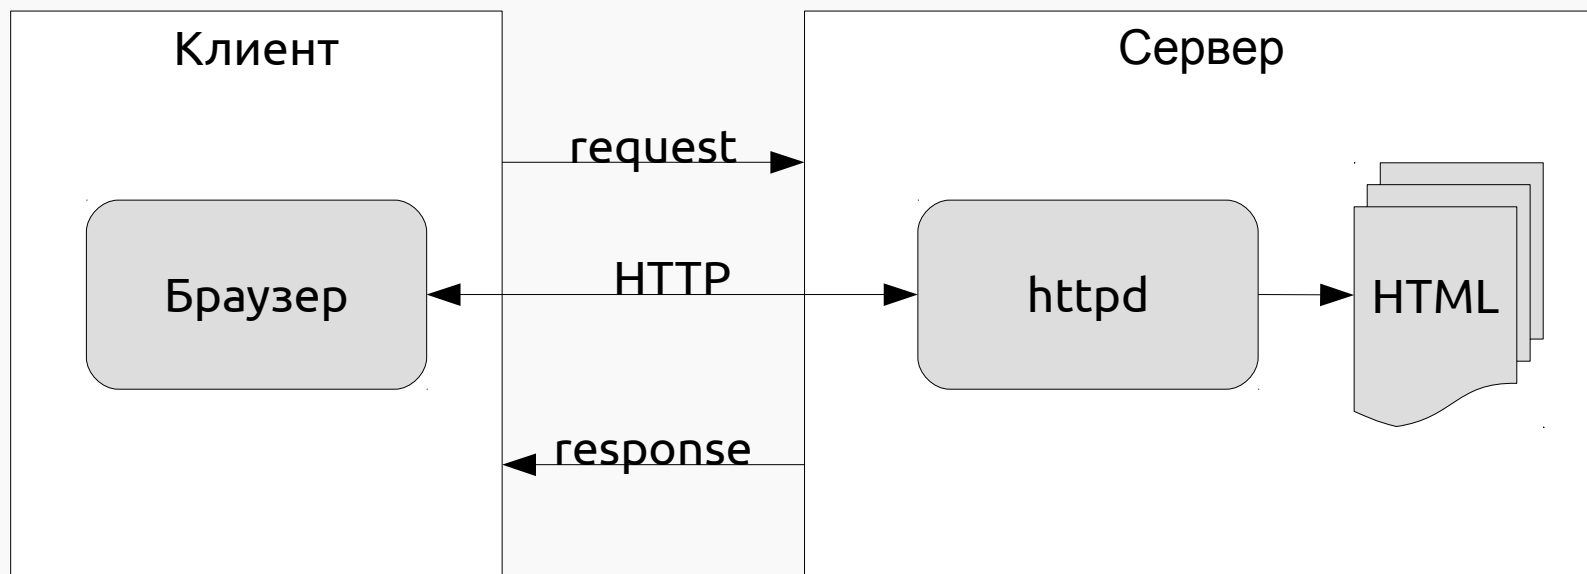 Клиент
Сервер
request
Браузер
HTTP
httpd
HTML
response